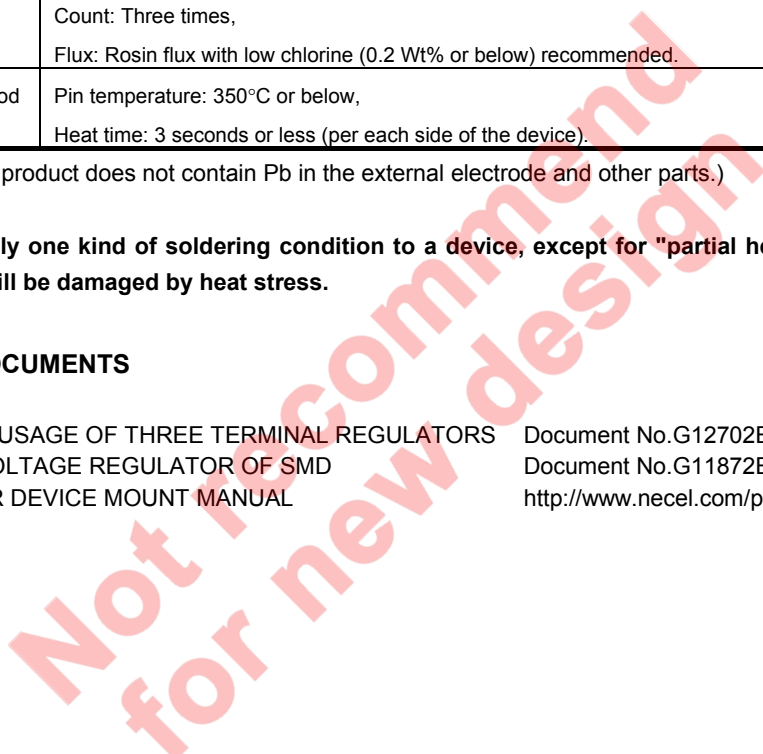 Count: Three times,
Flux: Rosin flux with low chlorine (0.2 Wt% or below) recommended.
od Pin temperature: 350°C or below,
Heat time: 3 seconds or less (per each side of the device).
product does not contain Pb in the external electrode and other parts.)
ly one kind of soldering condition to a device, except for "partial he
ill be damaged by heat stress.
OCUMENTS
USAGE OF THREE TERMINAL REGULATORS Document No.G12702E
OLTAGE REGULATOR OF SMD Document No.G11872E
R DEVICE MOUNT MANUAL http://www.necel.com/p
Not recommend
for new design